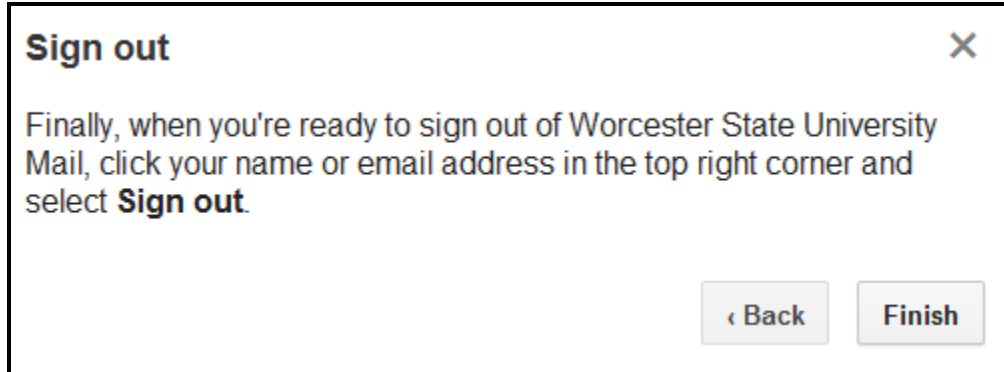 Sign out
Finally, when you're ready to sign out of Worcester State University
Mail, click your name or email address in the top right corner and
select Sign out.
‹ Back Finish